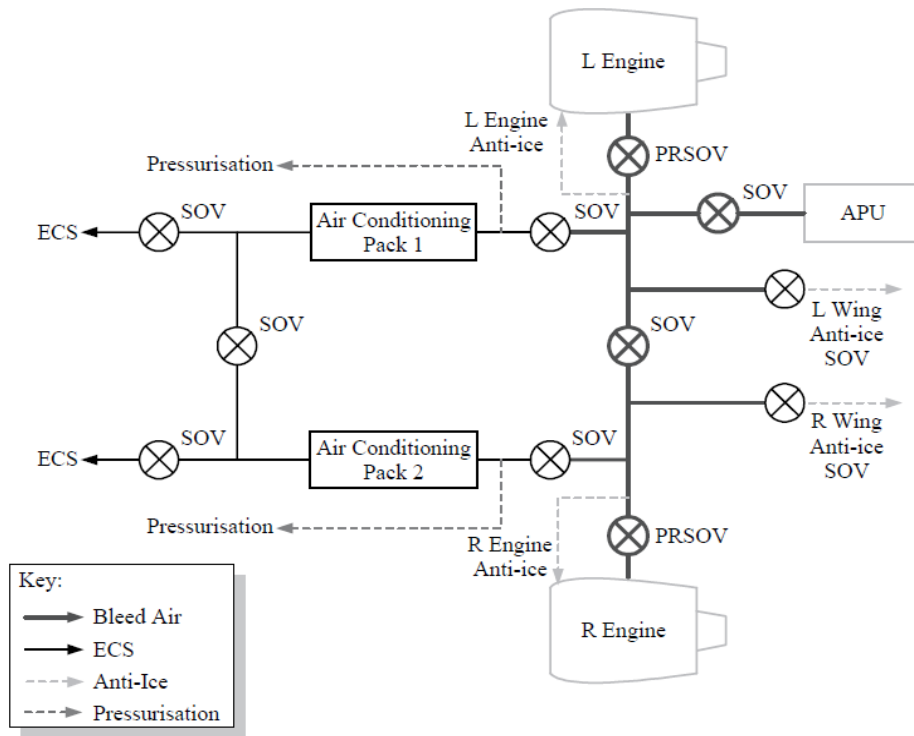 L Engine
L Engine
Anti-ice
PRSOV
Pressurisation
SOV
ECS
Air Conditioning
Pack 1
SOV
SOV
APU
L Wing
Anti-ice
SOV
SOV
SOV
R Wing
Anti-ice
SOV
ECS
SOV
Air Conditioning
Pack 2
SOV
Pressurisation
R Engine
Anti-ice
PRSOV
R Engine
Key:
Bleed Air
ECS
Anti-Ice
Pressurisation